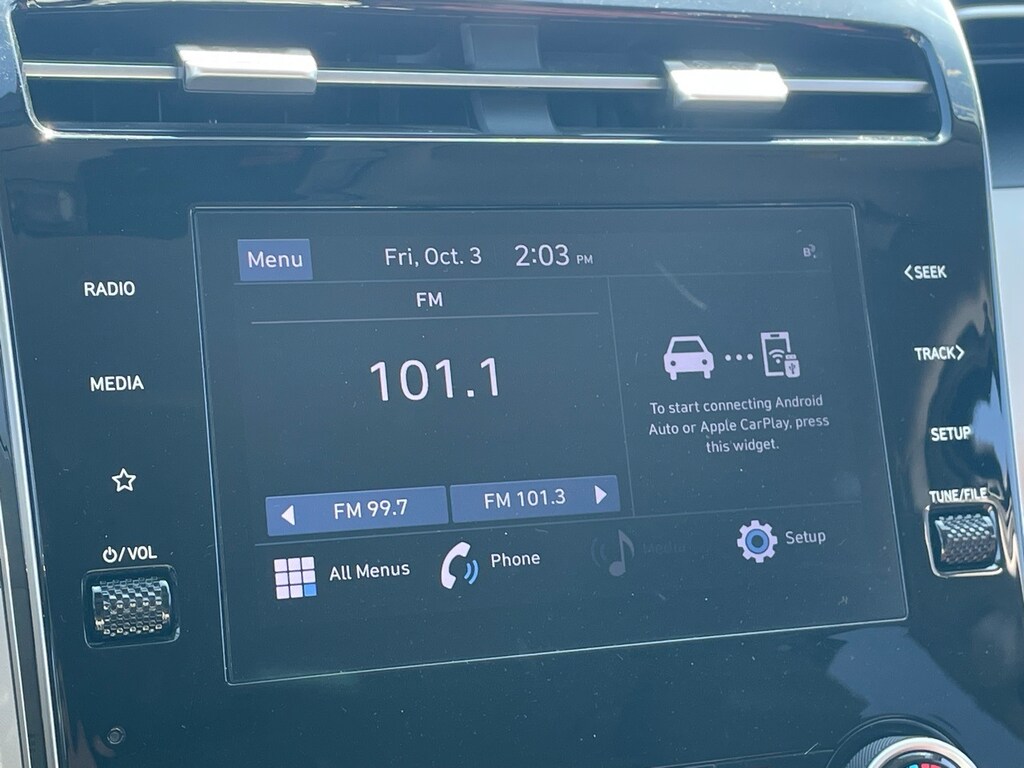 Menu Fri, Oct. 3 2:03 PM B
RADIO
MEDIA
⏻/VOL
FM
101.1
FM 99.7 FM 101.3
To start connecting Android
Auto or Apple CarPlay, press
this widget.
All Menus Phone Media Setup
<SEEK
TRACK>
SETUP
TUNE/FILE